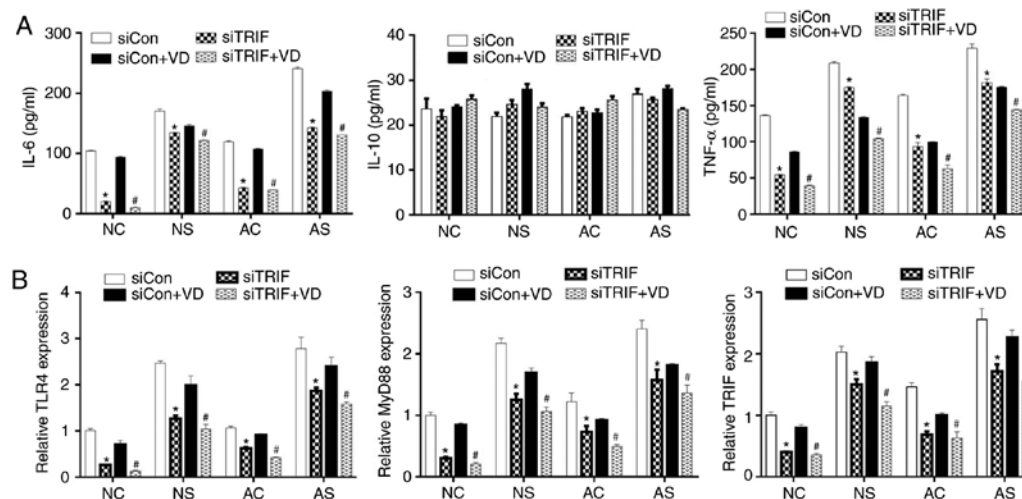 A
IL-6 (pg/ml)
300
200
100
0
siCon
siTRIF
siCon+VD
siTRIF+VD
* # * # * # * #
NC NS AC AS
IL-10 (pg/ml)
40
30
20
10
0
siCon
siTRIF
siCon+VD
siTRIF+VD
NC NS AC AS
TNF-α (pg/ml)
250
200
150
100
50
0
siCon
siTRIF
siCon+VD
siTRIF+VD
* # * # * # * #
NC NS AC AS
B
Relative TLR4 expression
4
3
2
1
0
siCon
siTRIF
siCon+VD
siTRIF+VD
* # * # * # * #
NC NS AC AS
Relative MyD88 expression
3
2
1
0
siCon
siTRIF
siCon+VD
siTRIF+VD
* # * # * # * #
NC NS AC AS
Relative TRIF expression
3
2
1
0
siCon
siTRIF
siCon+VD
siTRIF+VD
* # * # * # *
NC NS AC AS